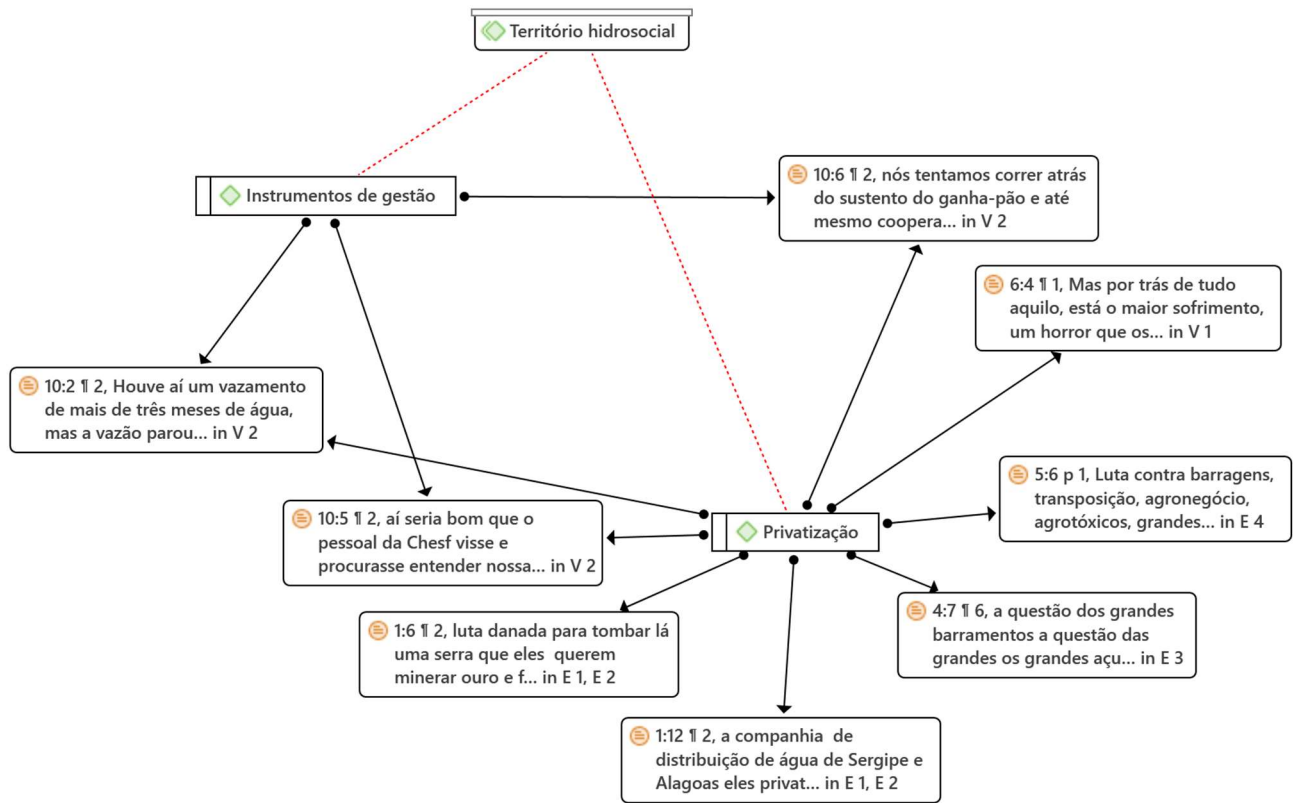 Território hidrosocial
Instrumentos de gestão
10:6 ¶ 2, nós tentamos correr atrás
do sustento do ganha-pão e até
mesmo coopera... in V 2
6:4 ¶ 1, Mas por trás de tudo
aquilo, está o maior sofrimento,
um horror que os... in V 1
10:2 ¶ 2, Houve aí um vazamento
de mais de três meses de água,
mas a vazão parou... in V 2
5:6 p 1, Luta contra barragens,
transposição, agronegócio,
agrotóxicos, grandes... in E 4
10:5 ¶ 2, aí seria bom que o
pessoal da Chesf visse e
procurasse entender nossa... in V 2
Privatização
1:6 ¶ 2, luta danada para tombar lá
uma serra que eles  querem
minerar ouro e f... in E 1, E 2
4:7 ¶ 6, a questão dos grandes
barramentos a questão das
grandes os grandes açu... in E 3
1:12 ¶ 2, a companhia  de
distribuição de água de Sergipe e
Alagoas eles privat... in E 1, E 2